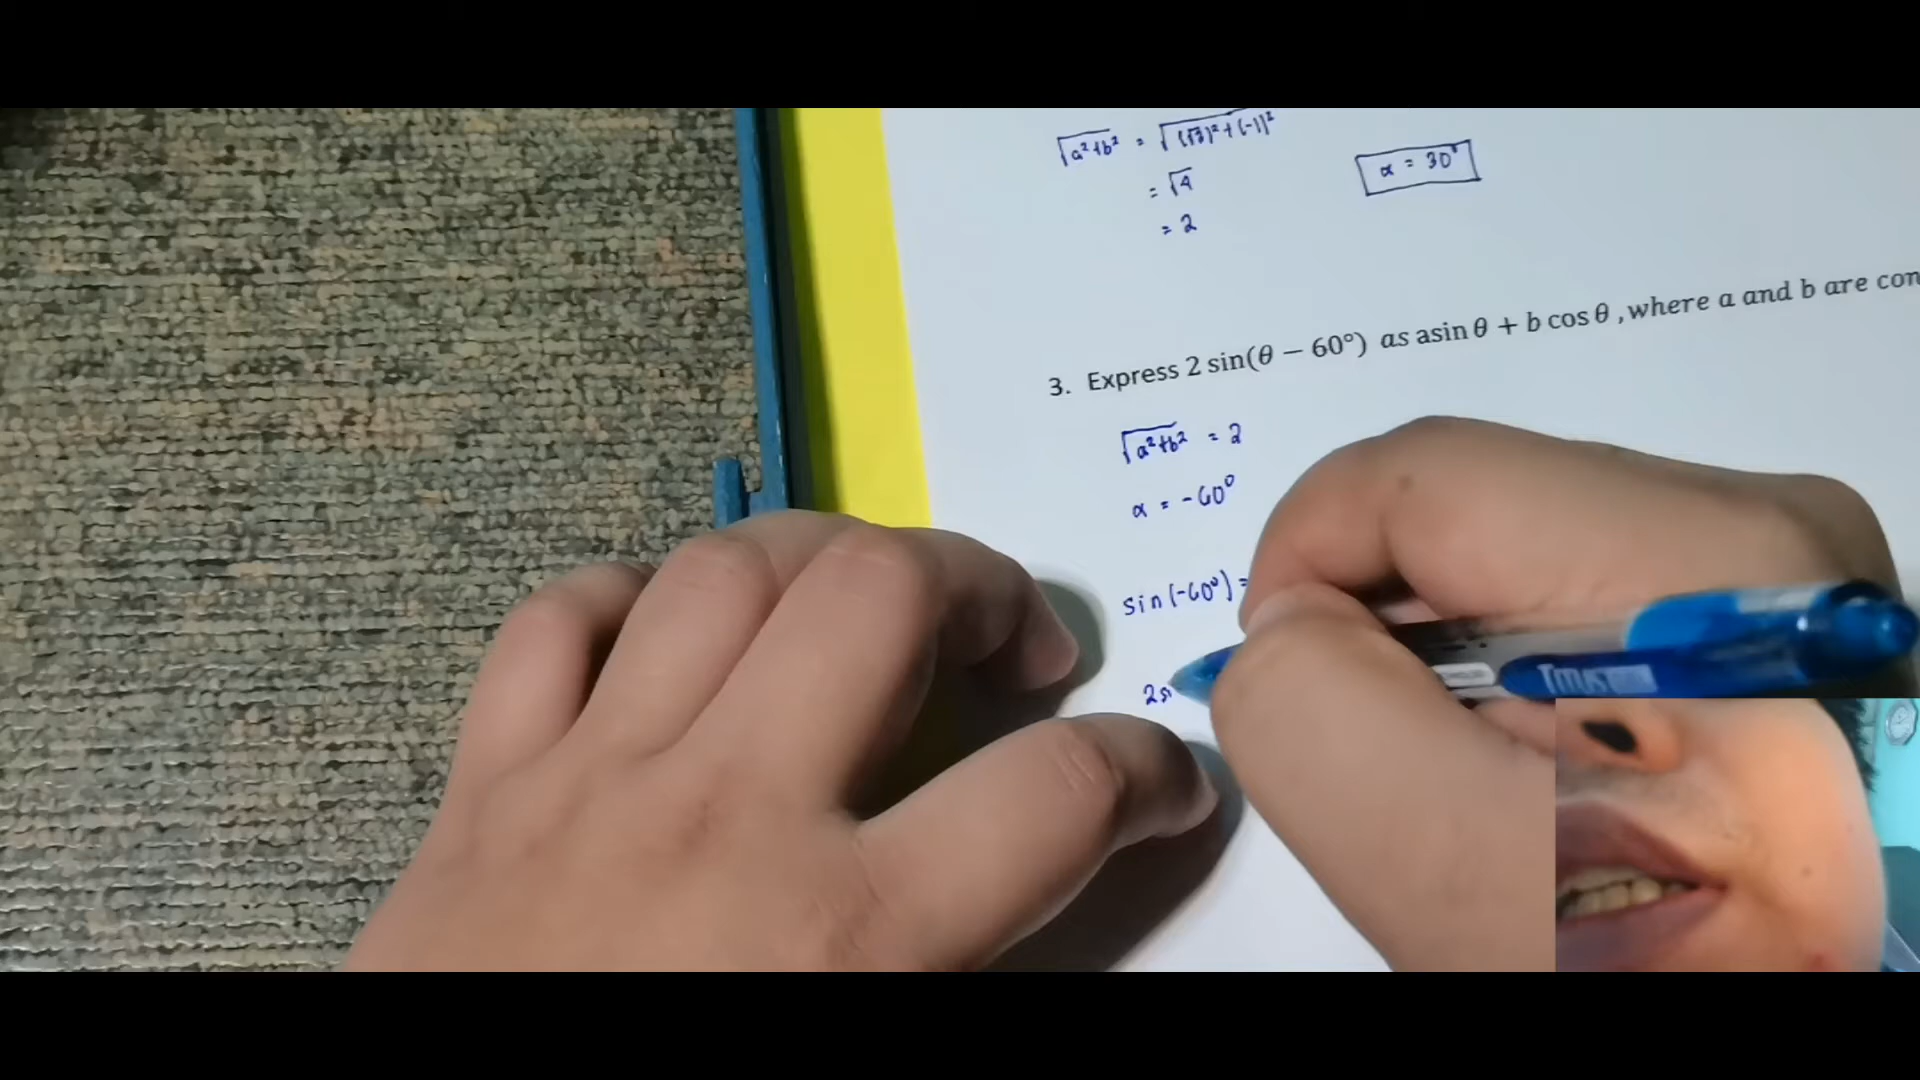 √a²+b² = √(√3)²+(-1)²
= √4
= 2
α = 30°
3. Express 2 sin(θ − 60°) as asin θ + b cos θ , where a and b are con
√a²+b² = 2
α = -60°
sin(-60°) =
2si